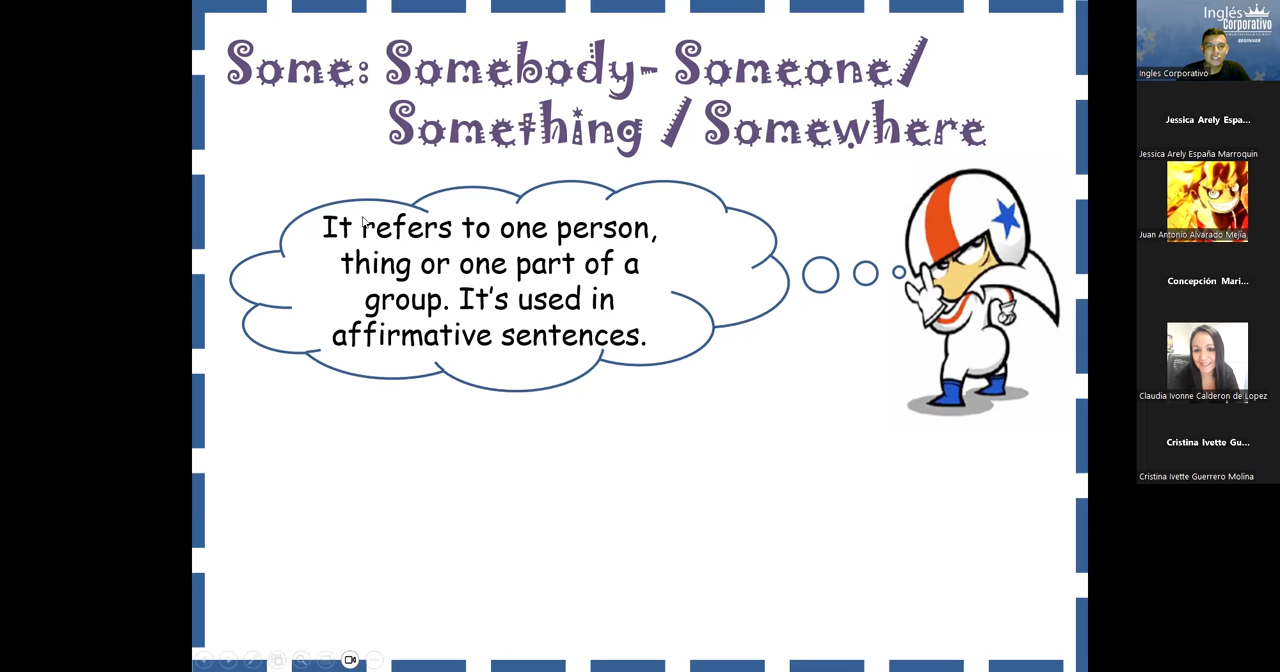 Some: Somebody- Someone/
Something / Somewhere
It refers to one person,
thing or one part of a
group. It's used in
affirmative sentences.
Inglés
Corporativo
BEGINNER
Ingles Corporativo
Jessica Arely Espa...
Jessica Arely España Marroquin
Juan Antonio Alvarado Mejia
Concepción Mari...
Claudia Ivonne Calderon de Lopez
Cristina Ivette Gu...
Cristina Ivette Guerrero Molina